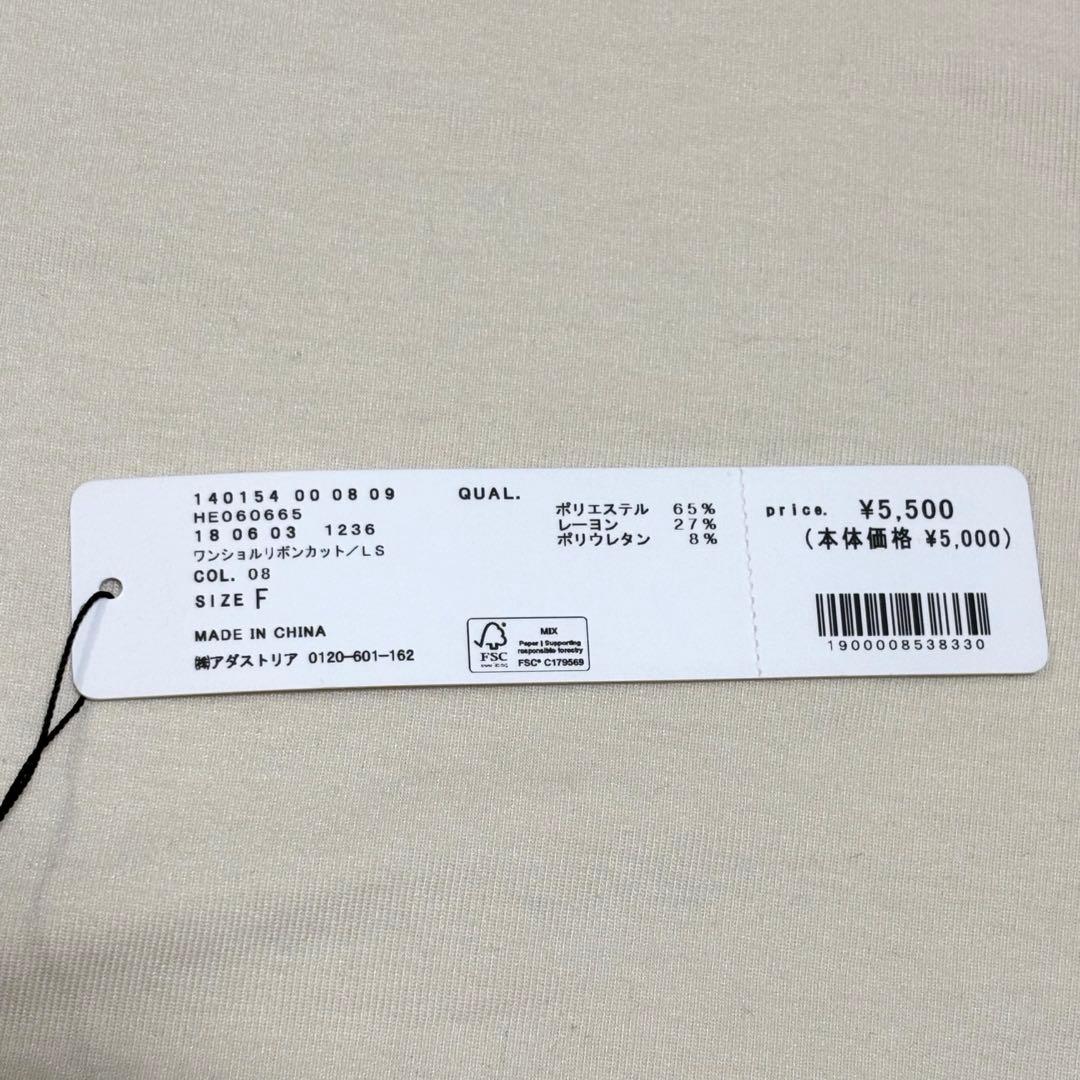 140154 00 08 09
HE060665
18 06 03 1236
ワンショルリボンカット/LS
COL. 08
SIZE F
MADE IN CHINA
㈱アダストリア 0120-601-162
QUAL.
ポリエステル 65%
レーヨン 27%
ポリウレタン 8%
FSC
MIX
Paper | Supporting
responsible forestry
FSC® C179569
price. ¥5,500
(本体価格 ¥5,000)
1900008538330